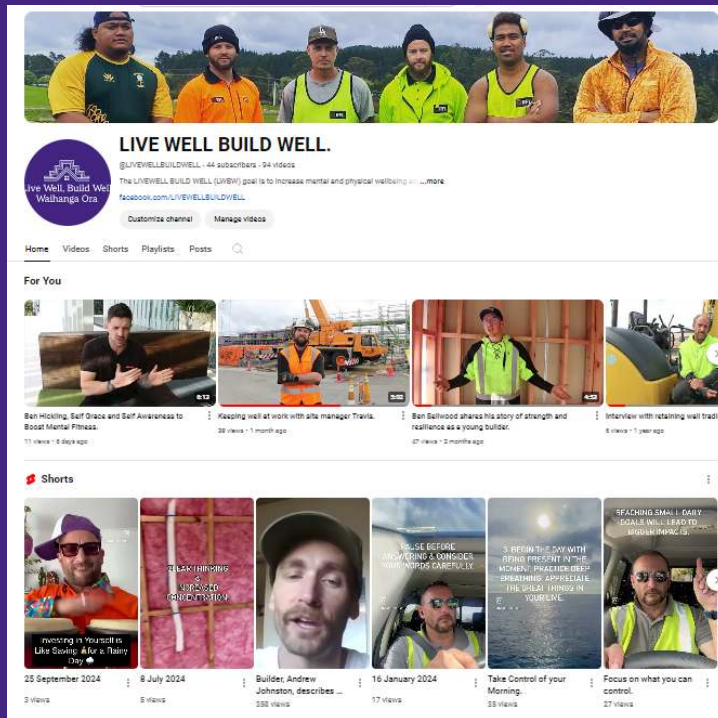 LIVE WELL BUILD WELL.
@LIVEWELLBUILDWELL · 44 subscribers · 94 videos
The LIVEWELL BUILD WELL (LWBW) goal is to increase mental and physical wellbeing ...more
facebook.com/LIVEWELLBUILDWELL
Live Well, Build Well
Waihanga Ora
Customize channel Manage videos
Home Videos Shorts Playlists Posts
For You
6:13
5:02
4:53
Ben Hickling, Self Grace and Self Awareness to
Boost Mental Fitness.
11 views · 6 days ago
Keeping well at work with site manager Travis.
38 views · 1 month ago
Ben Sellwood shares his story of strength and
resilience as a young builder.
47 views · 2 months ago
Interview with retaining wall tradi
6 views · 1 year ago
Shorts
Investing in Yourself is
Like Saving for a Rainy
Day
CLEAR THINKING
&
INCREASED
CONCENTRATION
PAUSE BEFORE
ANSWERING & CONSIDER
YOUR WORDS CAREFULLY.
3. BEGIN THE DAY WITH
BEING PRESENT IN THE
MOMENT, PRACTICE DEEP
BREATHING, APPRECIATE
THE GREAT THINGS IN
YOUR LIVE.
REACHING SMALL DAILY
GOALS WILL LEAD TO
BIGGER IMPACTS.
25 September 2024
3 views
8 July 2024
5 views
Builder, Andrew
Johnston, describes ...
358 views
16 January 2024
17 views
Take Control of your
Morning.
33 views
Focus on what you can
control.
27 views